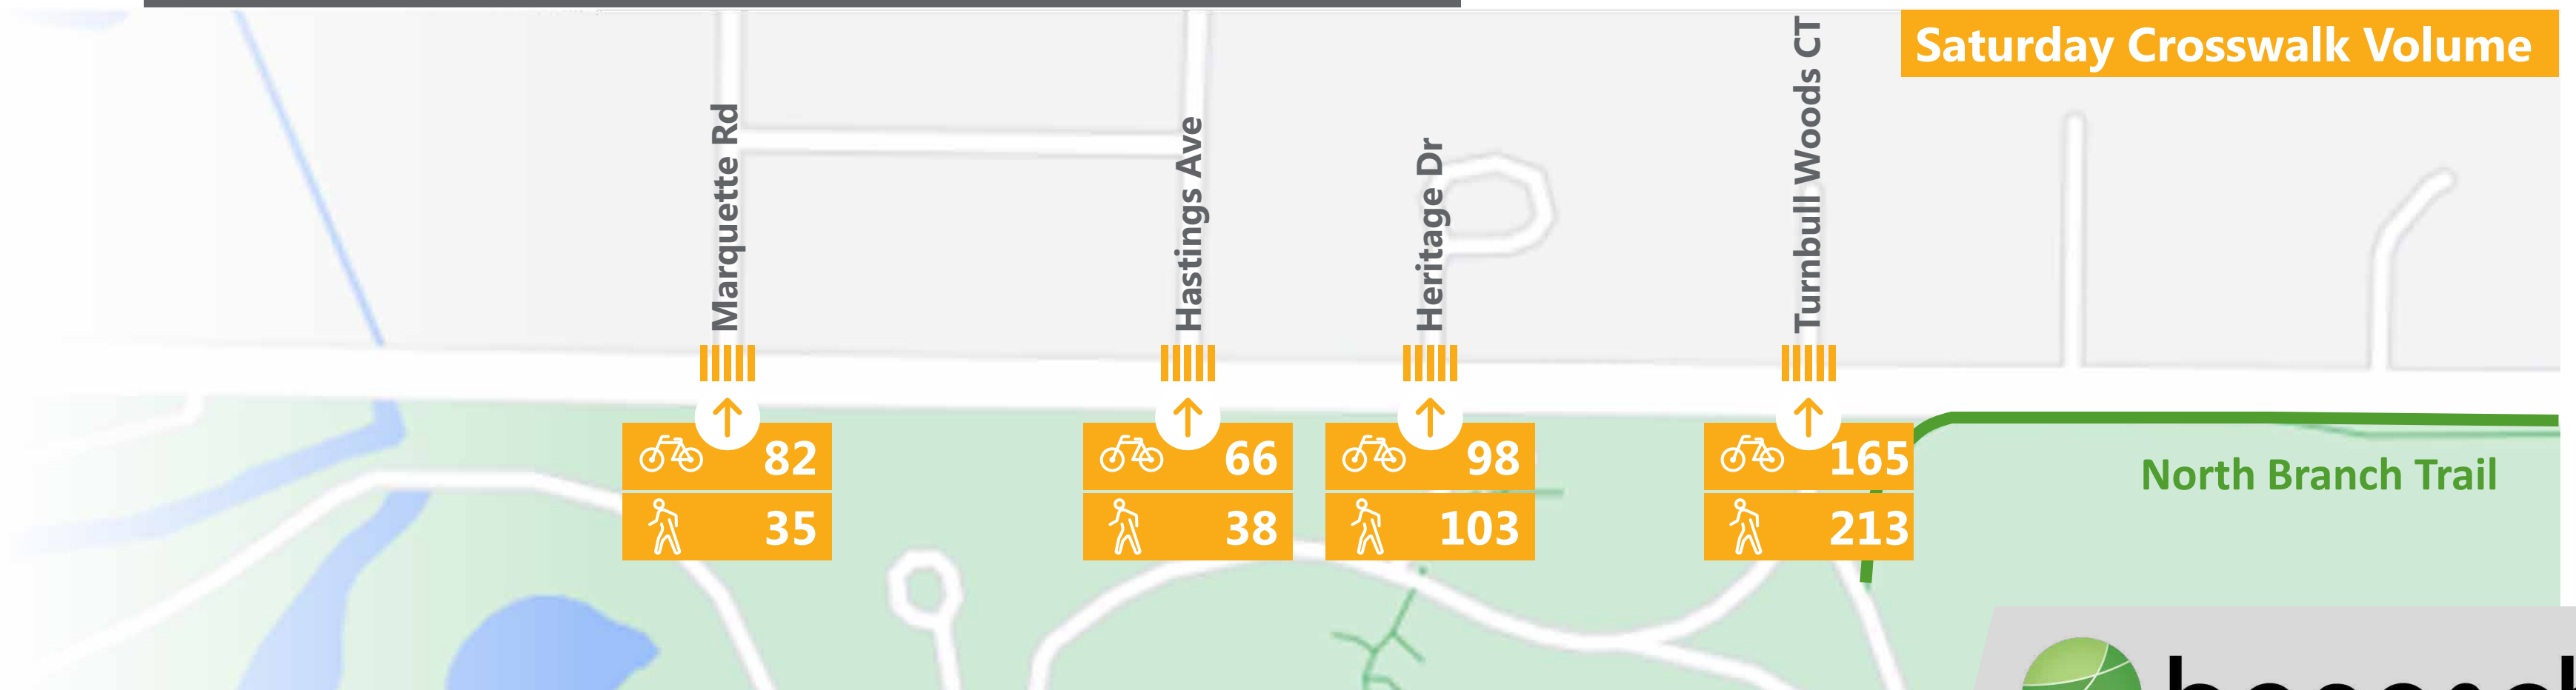 Saturday Crosswalk Volume
Marquette Rd
Hastings Ave
Heritage Dr
Turnbull Woods CT
82
35
66
38
98
103
165
213
North Branch Trail